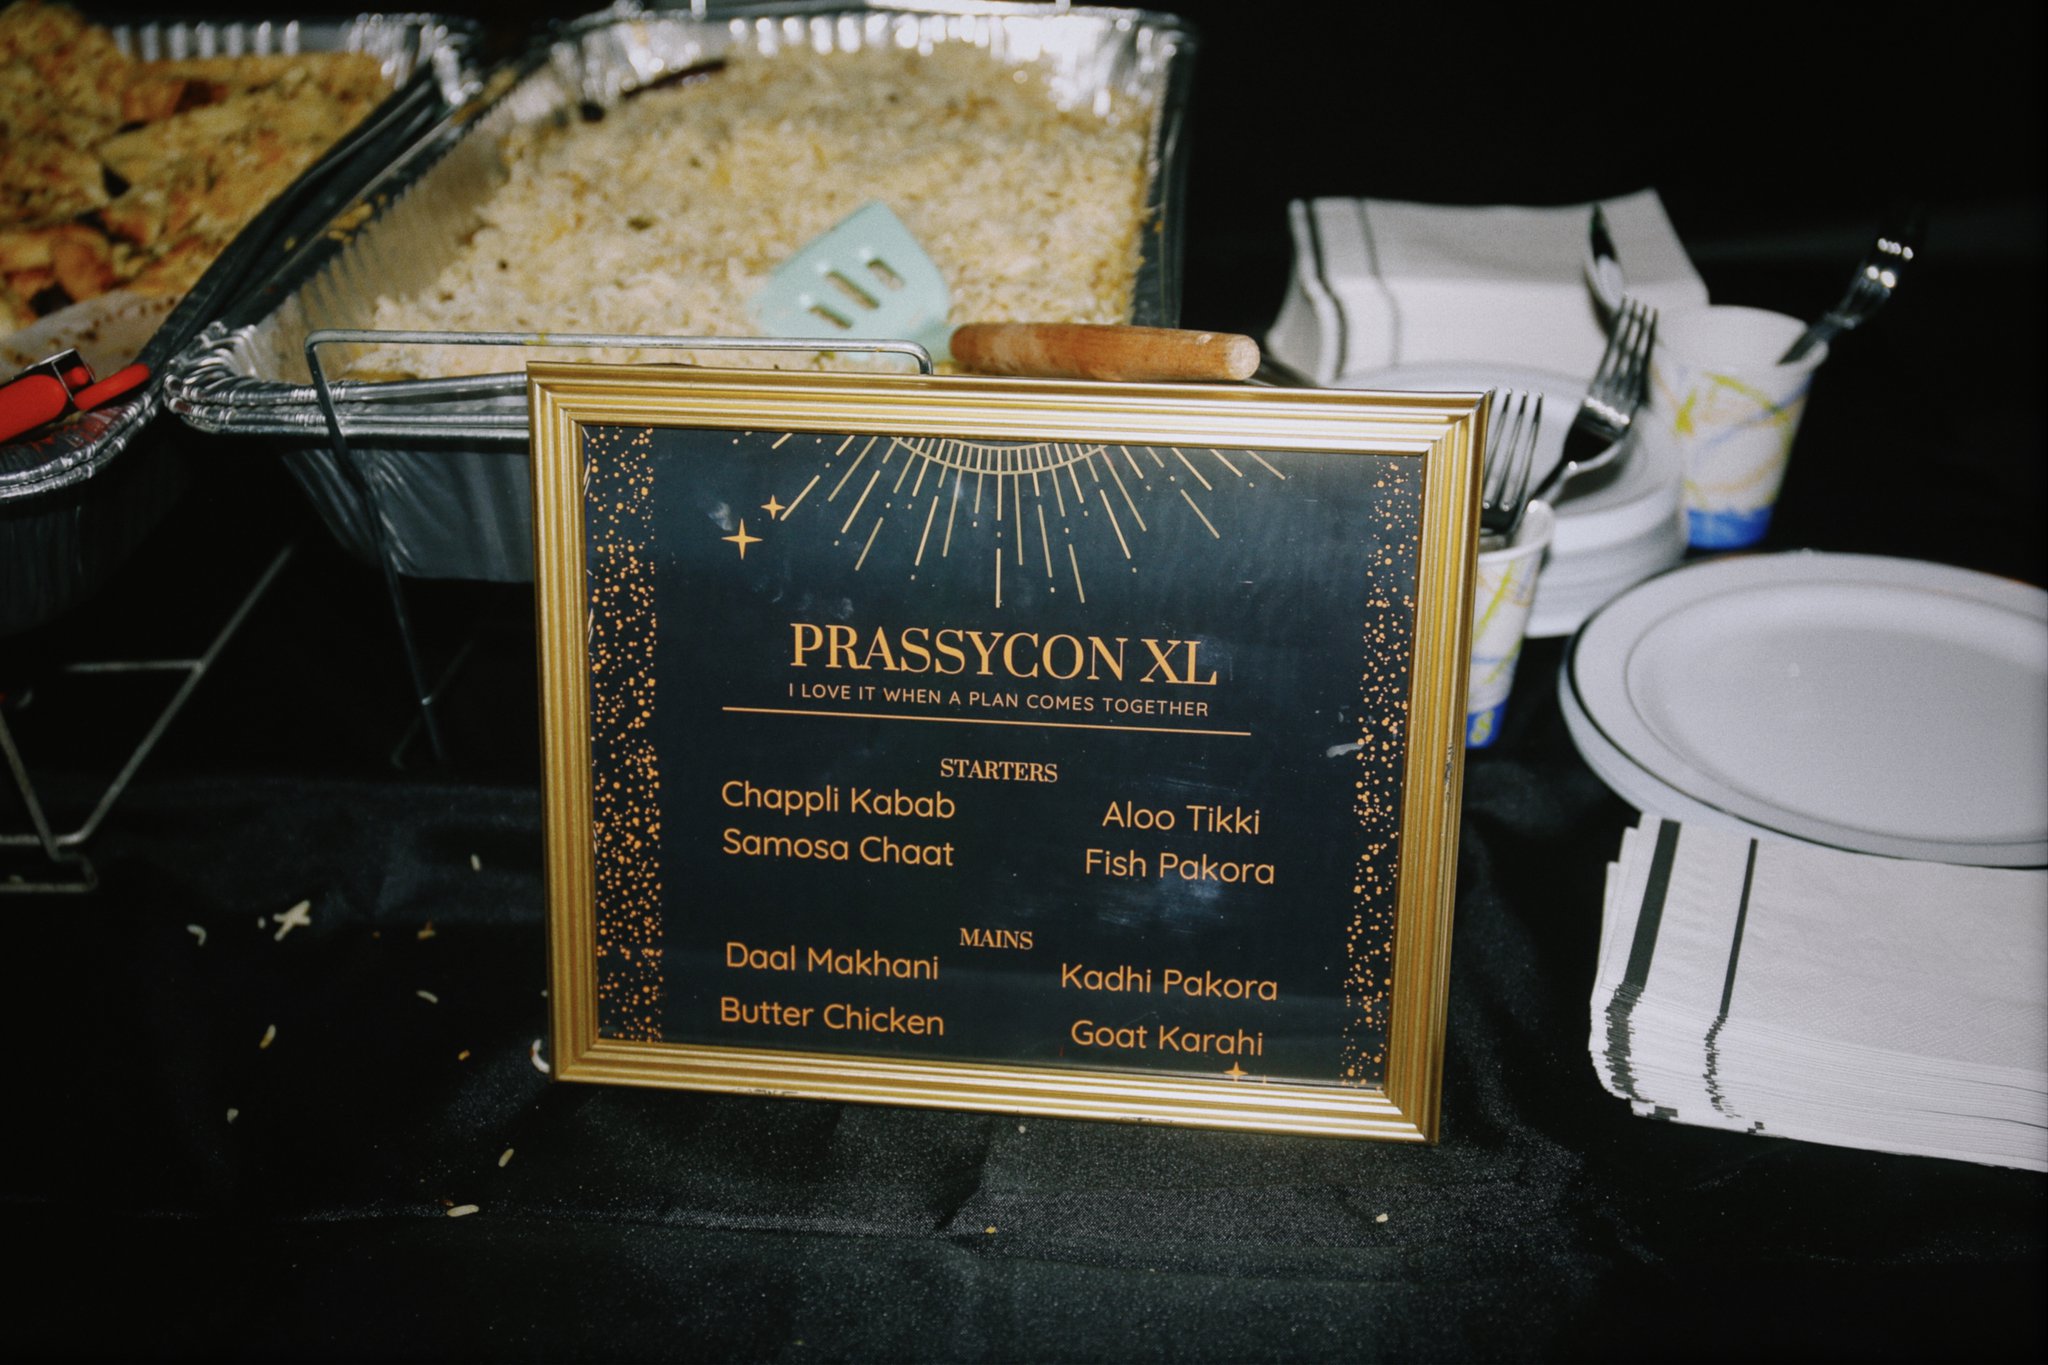 PRASSYCON XL
I LOVE IT WHEN A PLAN COMES TOGETHER
STARTERS
Chappli Kabab
Aloo Tikki
Samosa Chaat
Fish Pakora
MAINS
Daal Makhani
Kadhi Pakora
Butter Chicken
Goat Karahi